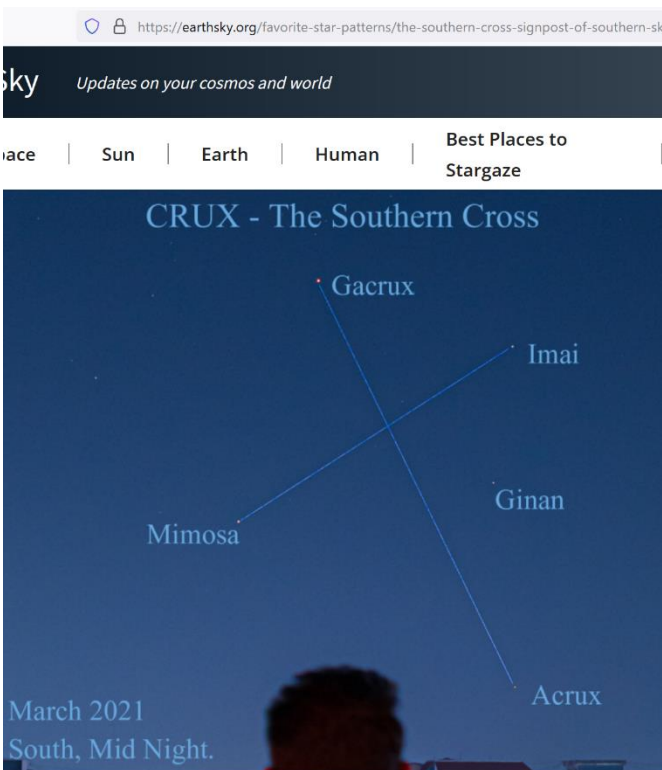 https://earthsky.org/favorite-star-patterns/the-southern-cross-signpost-of-southern-sk
Sky Updates on your cosmos and world
pace | Sun | Earth | Human | Best Places to
Stargaze
CRUX - The Southern Cross
Gacrux
Imai
Ginan
Mimosa
Acrux
March 2021
South, Mid Night.